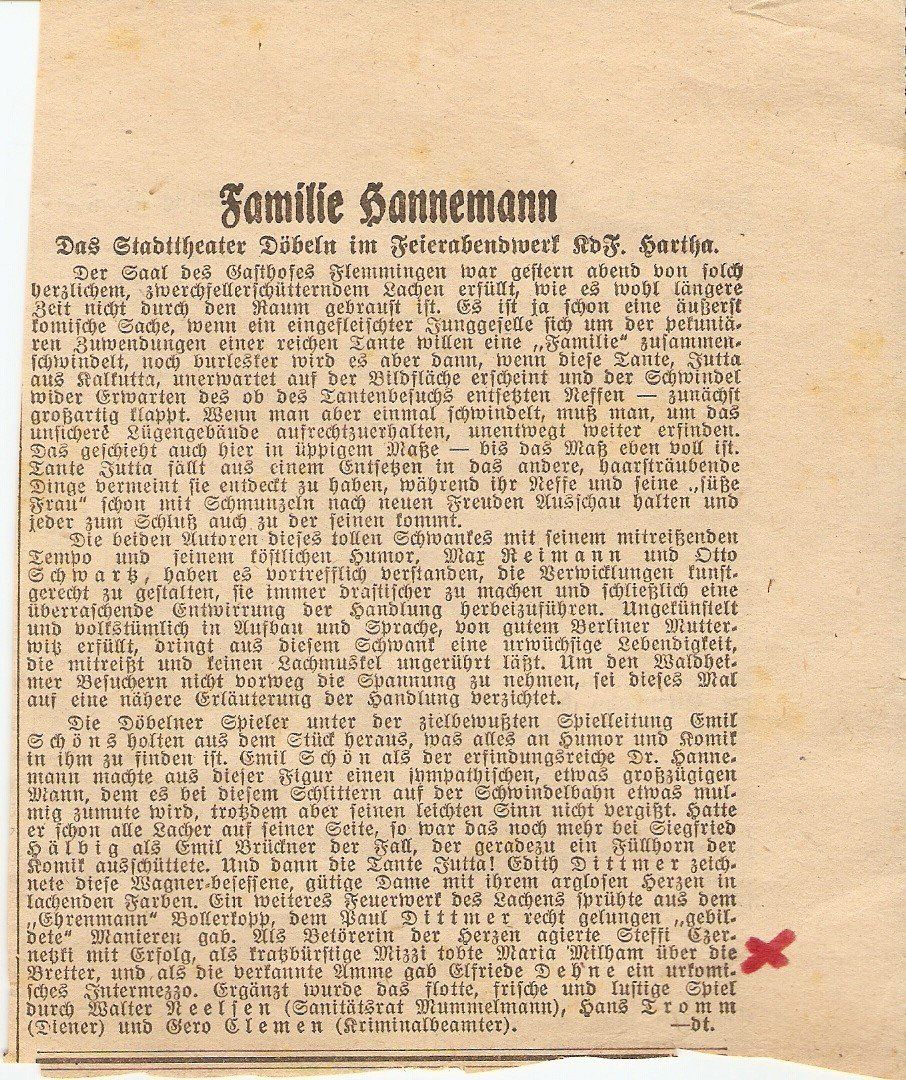 Familie Hannemann
Das Stadttheater Döbeln im Feierabendwerk KdF. Hartha.
Der Saal des Gasthofes Flemmingen war gestern abend von solch
herzlichem, zwerchfellerschütterndem Lachen erfüllt, wie es wohl längere
Zeit nicht durch den Raum gebraust ist. Es ist ja schon eine äußerst
komische Sache, wenn ein eingefleischter Junggeselle sich um der pekuniä-
ren Zuwendungen einer reichen Tante willen eine „Familie“ zusammen-
schwindelt, noch burlesker wird es aber dann, wenn diese Tante, Jutta
aus Kalkutta, unerwartet auf der Bildfläche erscheint und der Schwindel
wider Erwarten des ob des Tantenbesuchs entsetzten Neffen — zunächst
großartig klappt. Wenn man aber einmal schwindelt, muß man, um das
unsichere Lügengebäude aufrechtzuerhalten, unentwegt weiter erfinden.
Das geschieht auch hier in üppigem Maße — bis das Maß eben voll ist.
Tante Jutta fällt aus einem Entsetzen in das andere, haarsträubende
Dinge vermeint sie entdeckt zu haben, während ihr Neffe und seine „süße
Frau“ schon mit Schmunzeln nach neuen Freuden Ausschau halten und
jeder zum Schluß auch zu der seinen kommt.
Die beiden Autoren dieses tollen Schwankes mit seinem mitreißenden
Tempo und seinem köstlichen Humor, Max Reimann und Otto
Schwartz, haben es vortrefflich verstanden, die Verwicklungen kunst-
gerecht zu gestalten, sie immer drastischer zu machen und schließlich eine
überraschende Entwirrung der Handlung herbeizuführen. Ungekünstelt
und volkstümlich in Aufbau und Sprache, von gutem Berliner Mutter-
witz erfüllt, dringt aus diesem Schwank eine urwüchsige Lebendigkeit,
die mitreißt und keinen Lachmuskel ungerührt läßt. Um den Waldhei-
mer Besuchern nicht vorweg die Spannung zu nehmen, sei dieses Mal
auf eine nähere Erläuterung der Handlung verzichtet.
Die Döbelner Spieler unter der zielbewußten Spielleitung Emil
Schöns holten aus dem Stück heraus, was alles an Humor und Komik
in ihm zu finden ist. Emil Schön als der erfindungsreiche Dr. Hanne-
mann machte aus dieser Figur einen sympathischen, etwas großzügigen
Mann, dem es bei diesem Schlittern auf der Schwindelbahn etwas mul-
mig zumute wird, trotzdem aber seinen leichten Sinn nicht vergißt. Hatte
er schon alle Lacher auf seiner Seite, so war das noch mehr bei Siegfried
Hälbig als Emil Brückner der Fall, der geradezu ein Füllhorn der
Komik ausschüttete. Und dann die Tante Jutta! Edith Dittmer zeich-
nete diese Wagner-besessene, gütige Dame mit ihrem arglosen Herzen in
lachenden Farben. Ein weiteres Feuerwerk des Lachens sprühte aus dem
„Ehrenmann“ Bollerkopp, dem Paul Dittmer recht gelungen „gebil-
dete“ Manieren gab. Als Betörerin der Herzen agierte Steffi Czer-
netzki mit Erfolg, als kratzbürstige Mizzi tobte Maria Milham über die
Bretter, und als die verkannte Amme gab Elfriede Dehne ein urkomi-
sches Intermezzo. Ergänzt wurde das flotte, frische und lustige Spiel
durch Walter Neelsen (Sanitätsrat Mummelmann), Hans Tromm
(Diener) und Gero Clemen (Kriminalbeamter). —dt.